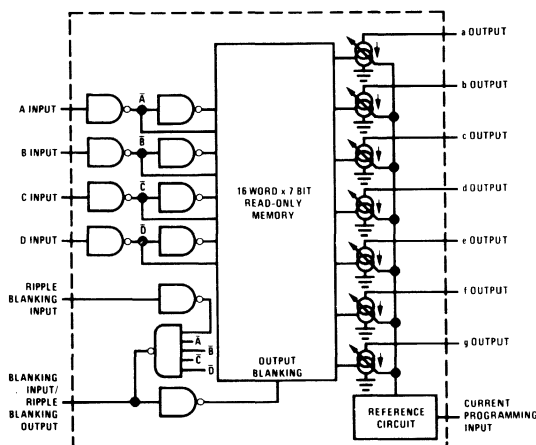 a OUTPUT
b OUTPUT
A INPUT
A̅
c OUTPUT
B INPUT
B̅
16 WORD x 7 BIT
READ-ONLY
MEMORY
C INPUT
C̅
d OUTPUT
D INPUT
D̅
e OUTPUT
RIPPLE
BLANKING
INPUT
f OUTPUT
A̅
B̅
C̅
D̅
g OUTPUT
OUTPUT
BLANKING
BLANKING
INPUT/
RIPPLE
BLANKING
OUTPUT
REFERENCE
CIRCUIT
CURRENT
PROGRAMMING
INPUT